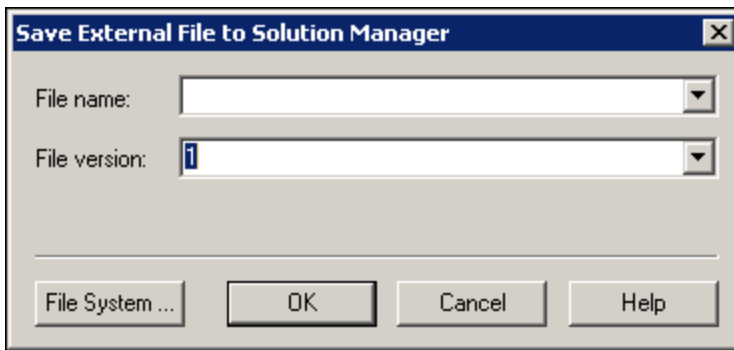 Save External File to Solution Manager
File name:
File version: 1
File System ... OK Cancel Help